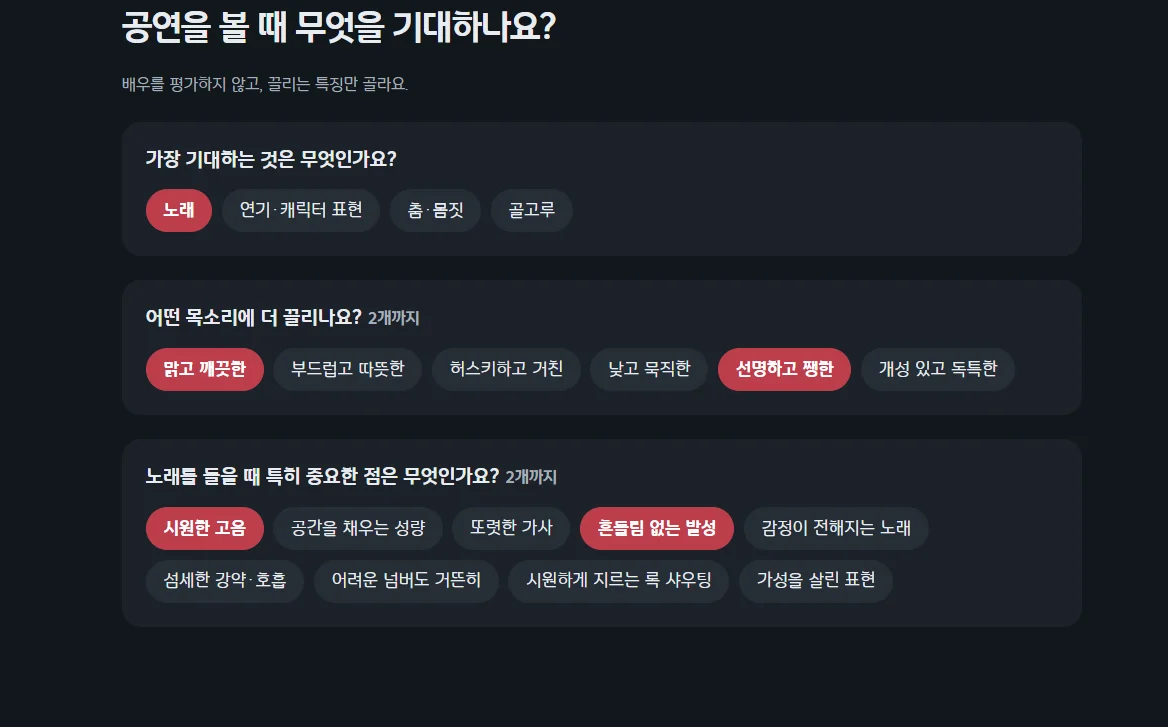 공연을 볼 때 무엇을 기대하나요?
배우를 평가하지 않고, 끌리는 특징만 골라요.
가장 기대하는 것은 무엇인가요?
노래 연기·캐릭터 표현 춤·몸짓 골고루
어떤 목소리에 더 끌리나요? 2개까지
맑고 깨끗한 부드럽고 따뜻한 허스키하고 거친 낮고 묵직한 선명하고 쨍한 개성 있고 독특한
노래를 들을 때 특히 중요한 점은 무엇인가요? 2개까지
시원한 고음 공간을 채우는 성량 또렷한 가사 흔들림 없는 발성 감정이 전해지는 노래
섬세한 강약·호흡 어려운 넘버도 거뜬히 시원하게 지르는 록 샤우팅 가성을 살린 표현